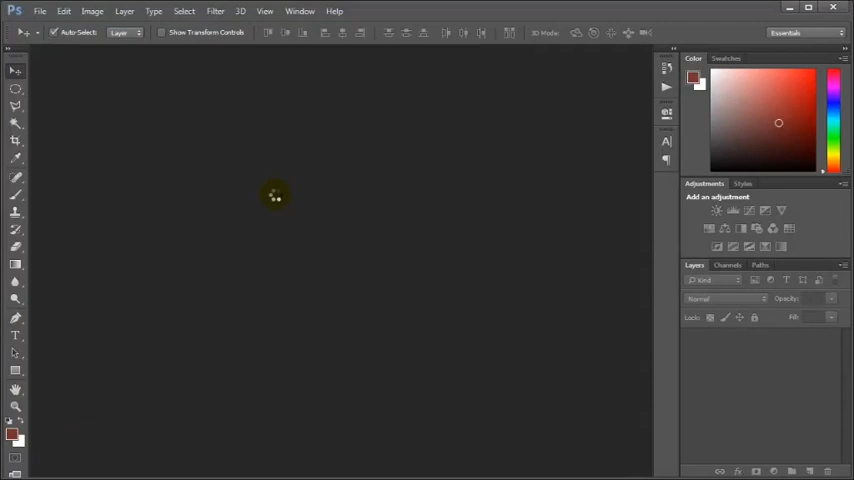 Ps File Edit Image Layer Type Select Filter 3D View Window Help
Auto-Select: Layer Show Transform Controls 3D Mode: Essentials
Color Swatches
Adjustments Styles
Add an adjustment
Layers Channels Paths
Kind
Normal Opacity:
Lock: Fill: